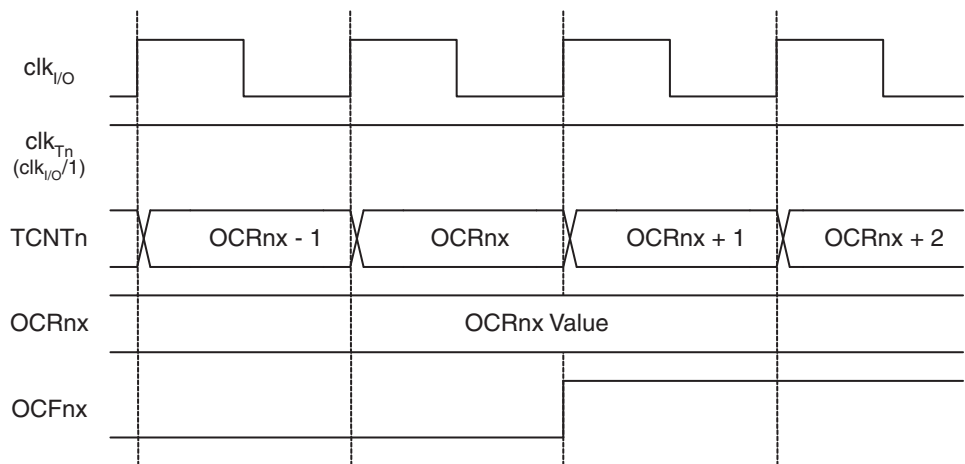 clkI/O
clkTn
(clkI/O/1)
TCNTn
OCRnx - 1
OCRnx
OCRnx + 1
OCRnx + 2
OCRnx
OCRnx Value
OCFnx